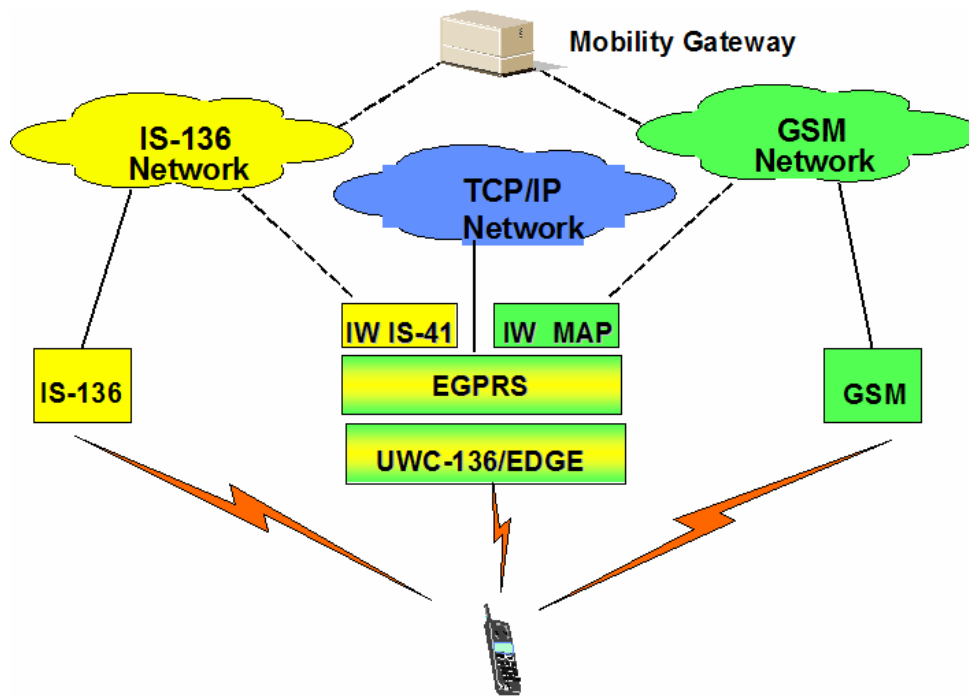 Mobility Gateway
IS-136
Network
GSM
Network
TCP/IP
Network
IW IS-41
IW MAP
IS-136
EGPRS
GSM
UWC-136/EDGE